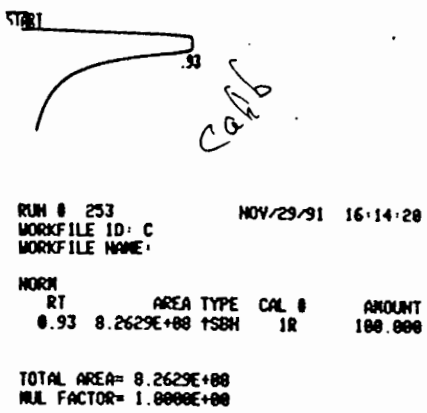 START
.93
Calib
RUN # 253 NOV/29/91 16:14:20
WORKFILE ID: C
WORKFILE NAME:
NORM
RT AREA TYPE CAL # AMOUNT
0.93 8.2629E+08 ↑SBH 1R 100.000
TOTAL AREA= 8.2629E+08
MUL FACTOR= 1.0000E+00